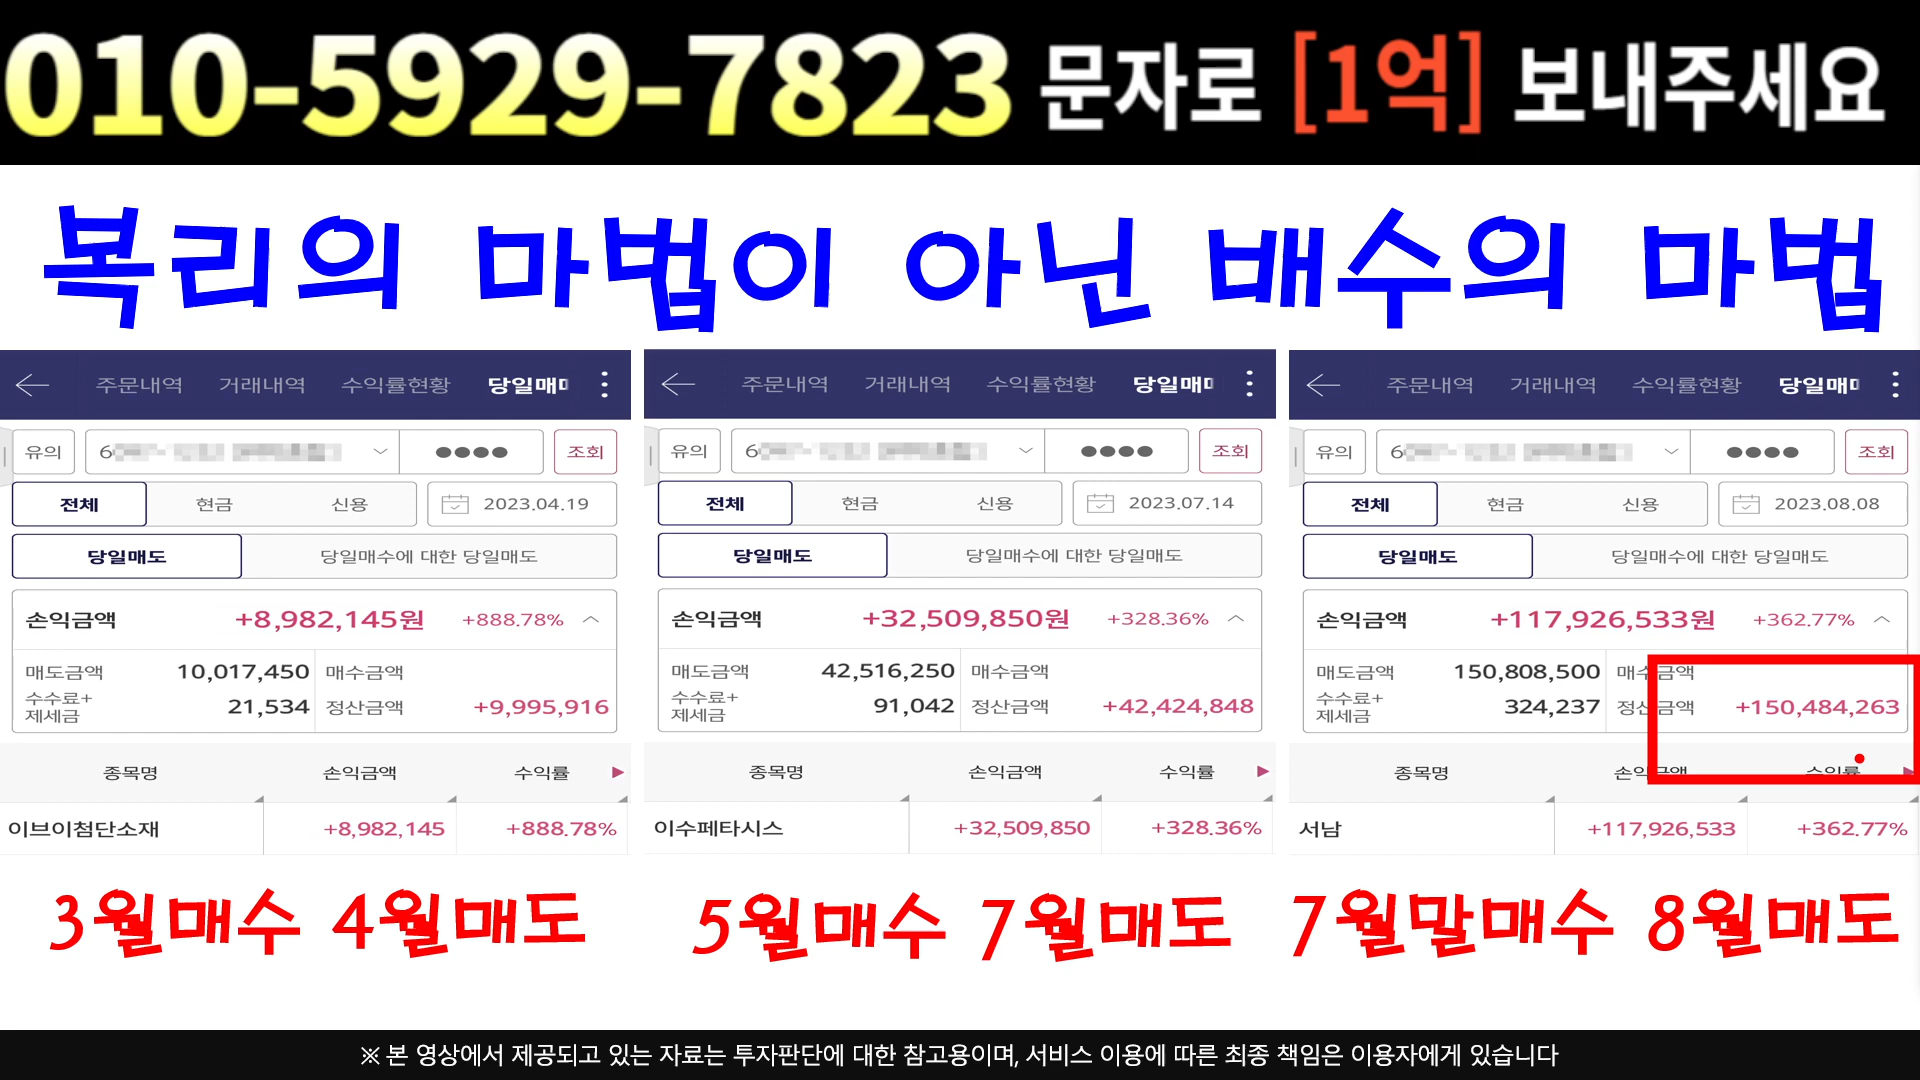 010-5929-7823 문자로 [1억] 보내주세요
복리의 마법이 아닌 배수의 마법
주문내역 거래내역 수익률현황 당일매
유의 6 ●●●● 조회
전체 현금 신용 2023.04.19
당일매도 당일매수에 대한 당일매도
손익금액 +8,982,145원 +888.78%
매도금액 10,017,450 매수금액
수수료+
제세금 21,534 정산금액 +9,995,916
종목명 손익금액 수익률
이브이첨단소재 +8,982,145 +888.78%
3월매수 4월매도
주문내역 거래내역 수익률현황 당일매
유의 6 ●●●● 조회
전체 현금 신용 2023.07.14
당일매도 당일매수에 대한 당일매도
손익금액 +32,509,850원 +328.36%
매도금액 42,516,250 매수금액
수수료+
제세금 91,042 정산금액 +42,424,848
종목명 손익금액 수익률
이수페타시스 +32,509,850 +328.36%
5월매수 7월매도
주문내역 거래내역 수익률현황 당일매
유의 6 ●●●● 조회
전체 현금 신용 2023.08.08
당일매도 당일매수에 대한 당일매도
손익금액 +117,926,533원 +362.77%
매도금액 150,808,500 매수금액
수수료+
제세금 324,237 정산금액 +150,484,263
종목명 손익금액 수익률
서남 +117,926,533 +362.77%
7월말매수 8월매도
※ 본 영상에서 제공되고 있는 자료는 투자판단에 대한 참고용이며, 서비스 이용에 따른 최종 책임은 이용자에게 있습니다